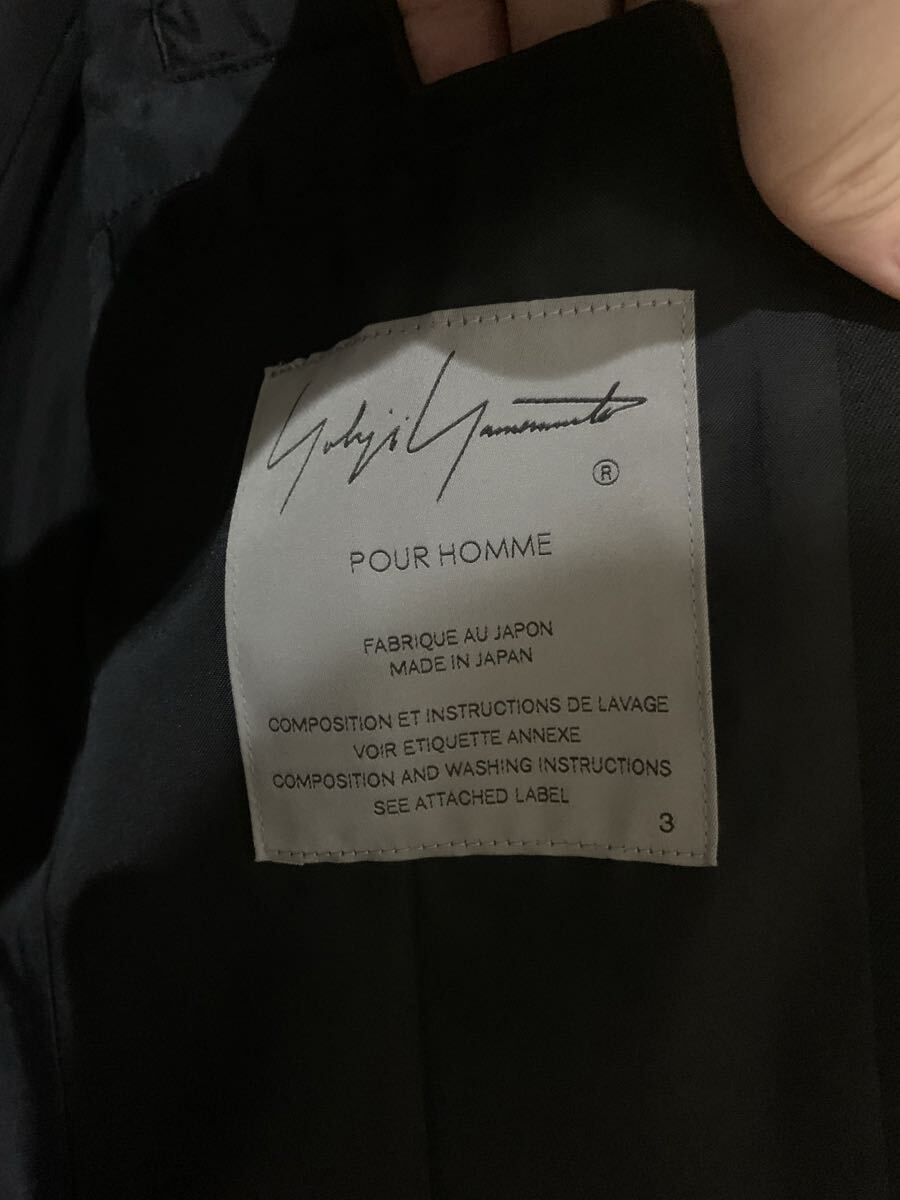 Yohji Yamamoto
®
POUR HOMME
FABRIQUE AU JAPON
MADE IN JAPAN
COMPOSITION ET INSTRUCTIONS DE LAVAGE
VOIR ETIQUETTE ANNEXE
COMPOSITION AND WASHING INSTRUCTIONS
SEE ATTACHED LABEL
3